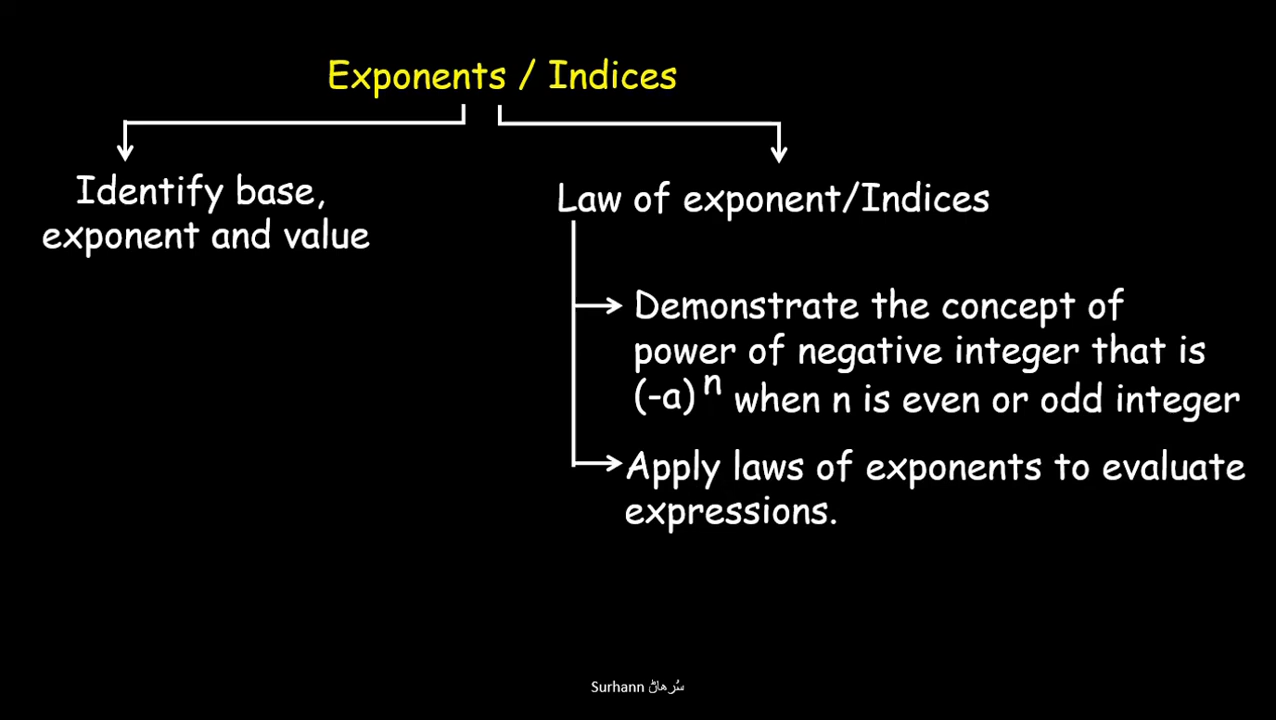 Exponents / Indices
Identify base,
exponent and value
Law of exponent/Indices
Demonstrate the concept of
power of negative integer that is
(-a)ⁿ when n is even or odd integer
Apply laws of exponents to evaluate
expressions.
Surhann سُرهاڻ